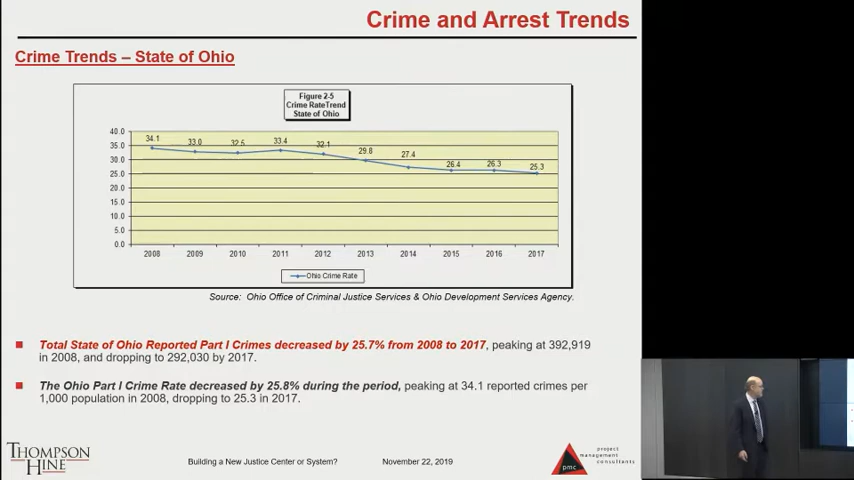 Crime and Arrest Trends
Crime Trends – State of Ohio
Figure 2-5
Crime RateTrend
State of Ohio
40.0
35.0
30.0
25.0
20.0
15.0
10.0
5.0
0.0
34.1
33.0
32.5
33.4
32.1
29.8
27.4
26.4
26.3
25.3
2008 2009 2010 2011 2012 2013 2014 2015 2016 2017
Ohio Crime Rate
Source: Ohio Office of Criminal Justice Services & Ohio Development Services Agency.
Total State of Ohio Reported Part I Crimes decreased by 25.7% from 2008 to 2017, peaking at 392,919
in 2008, and dropping to 292,030 by 2017.
The Ohio Part I Crime Rate decreased by 25.8% during the period, peaking at 34.1 reported crimes per
1,000 population in 2008, dropping to 25.3 in 2017.
THOMPSON
HINE
Building a New Justice Center or System?
November 22, 2019
pmc
project
management
consultants